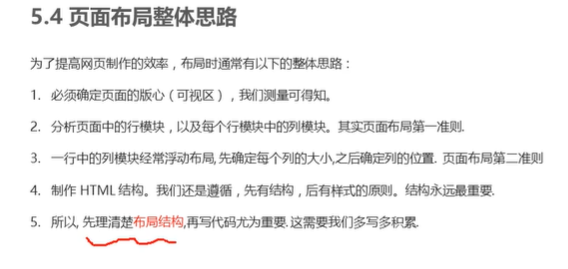 5.4 页面布局整体思路
为了提高网页制作的效率，布局时通常有以下的整体思路：
1. 必须确定页面的版心（可视区），我们测量可得知。
2. 分析页面中的行模块，以及每个行模块中的列模块。其实页面布局第一准则.
3. 一行中的列模块经常浮动布局, 先确定每个列的大小,之后确定列的位置. 页面布局第二准则
4. 制作 HTML 结构。我们还是遵循，先有结构，后有样式的原则。结构永远最重要.
5. 所以, 先理清楚布局结构,再写代码尤为重要. 这需要我们多写多积累.